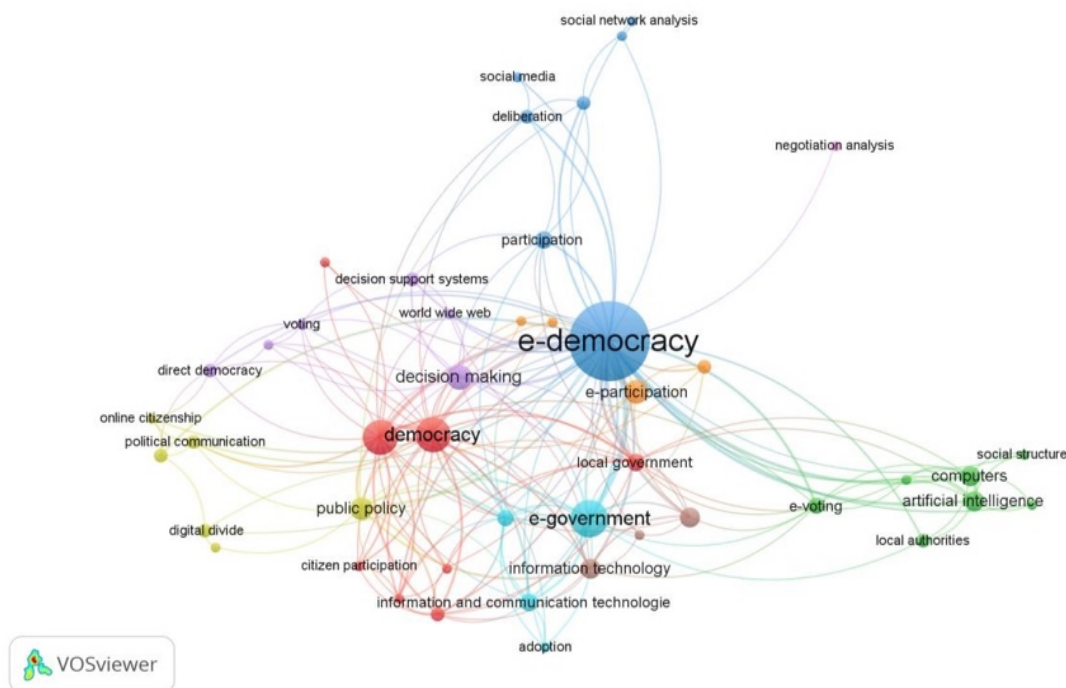 social network analysis
social media
deliberation
negotiation analysis
participation
decision support systems
world wide web
voting
e-democracy
direct democracy
decision making
e-participation
online citizenship
democracy
political communication
local government
social structure
computers
public policy
e-government
e-voting
artificial intelligence
digital divide
local authorities
citizen participation
information technology
information and communication technologie
adoption
VOSviewer